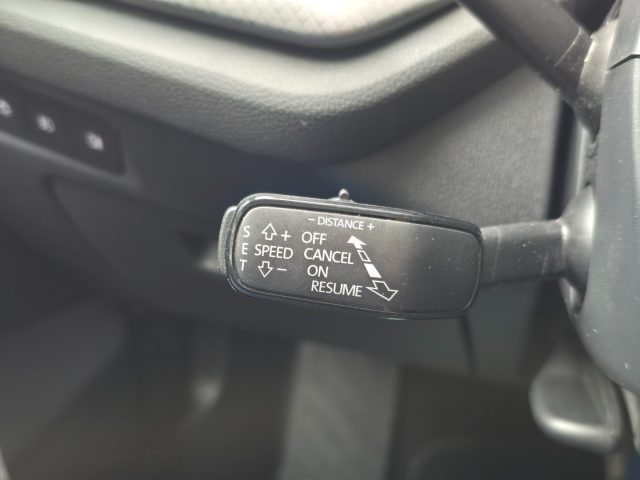 - DISTANCE +
S + OFF
E SPEED CANCEL
T - ON
RESUME